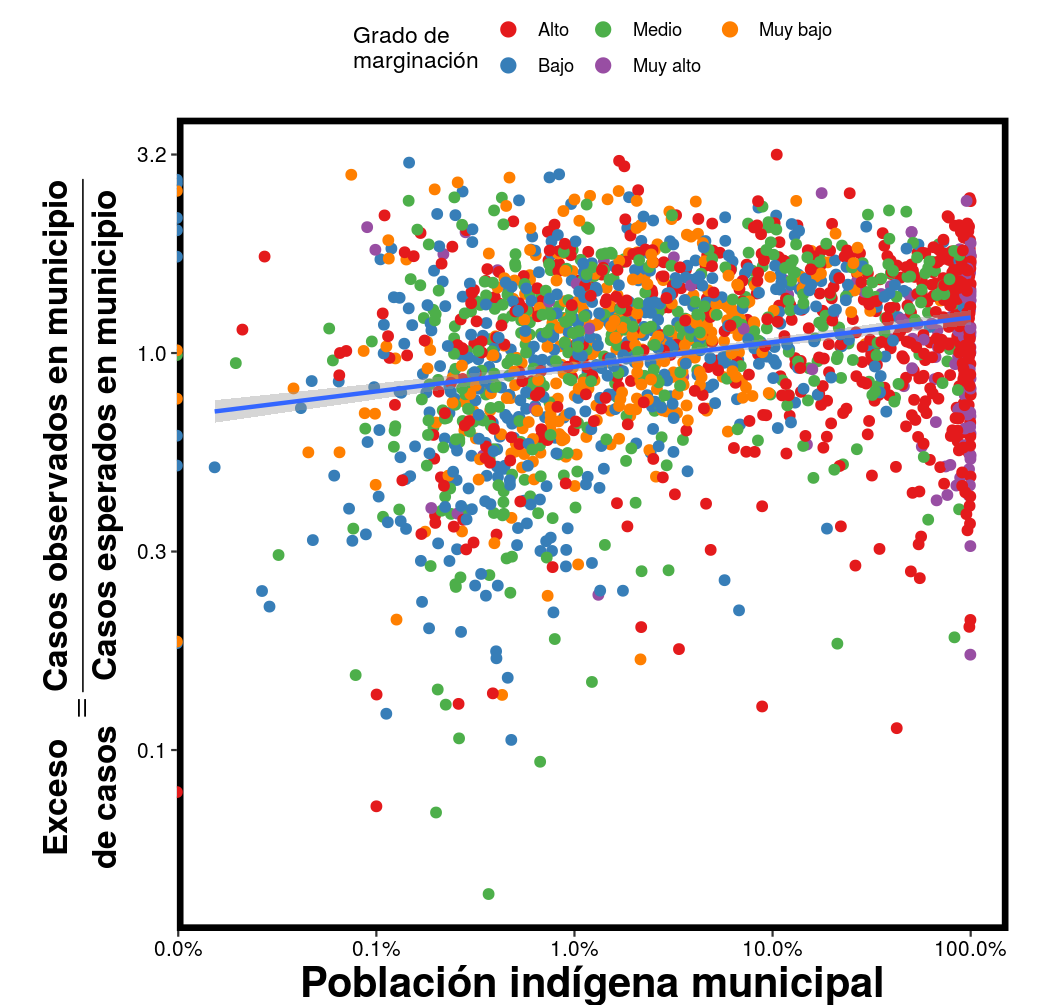 Grado de
marginación
Alto
Medio
Muy bajo
Bajo
Muy alto
3.2
1.0
0.3
0.1
Exceso
de casos
=
Casos observados en municipio
Casos esperados en municipio
0.0%
0.1%
1.0%
10.0%
100.0%
Población indígena municipal